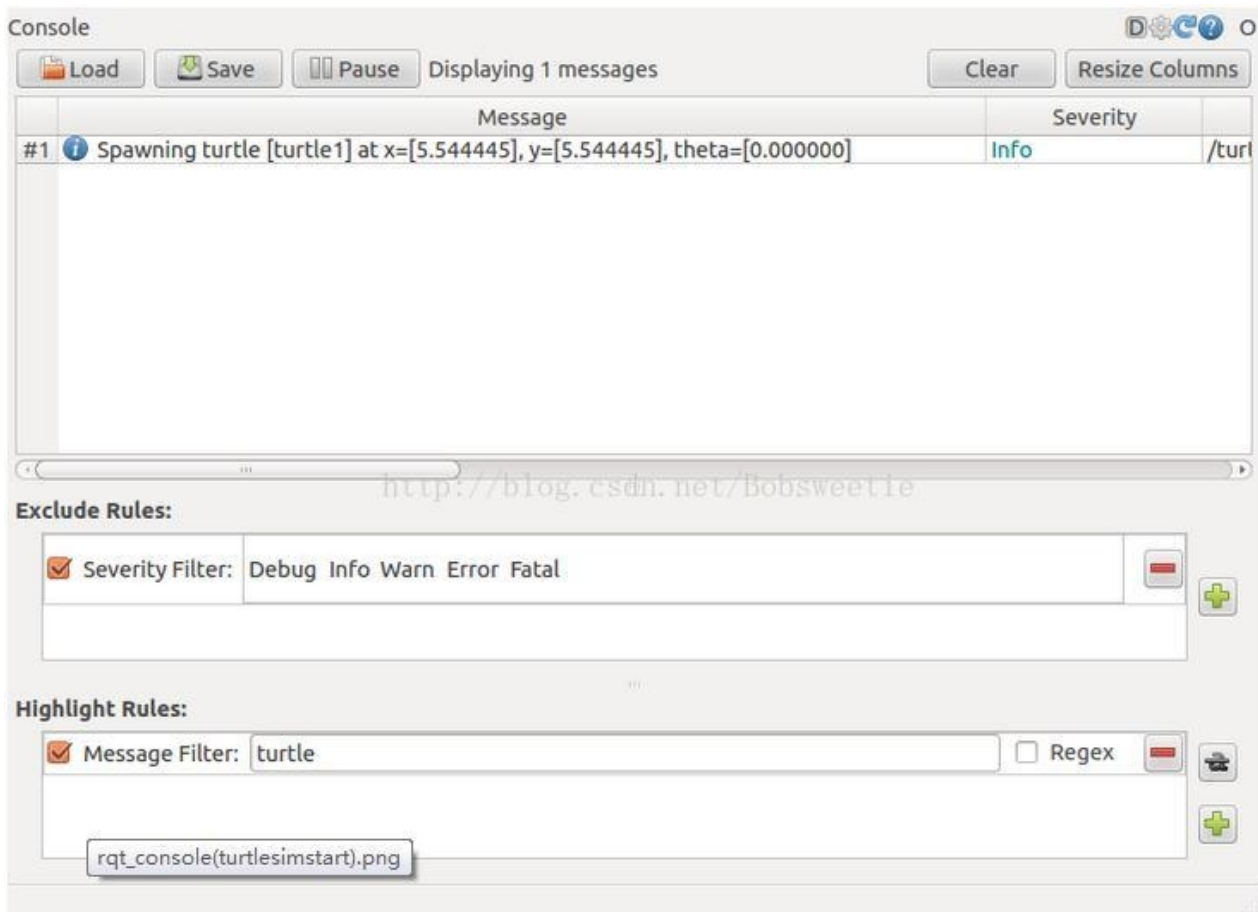 Console
D O
Load Save Pause Displaying 1 messages Clear Resize Columns
Message Severity
#1 Spawning turtle [turtle1] at x=[5.544445], y=[5.544445], theta=[0.000000] Info /turt
http://blog.csdn.net/Bobsweetie
Exclude Rules:
Severity Filter: Debug Info Warn Error Fatal
Highlight Rules:
Message Filter: turtle Regex
rqt_console(turtlesimstart).png